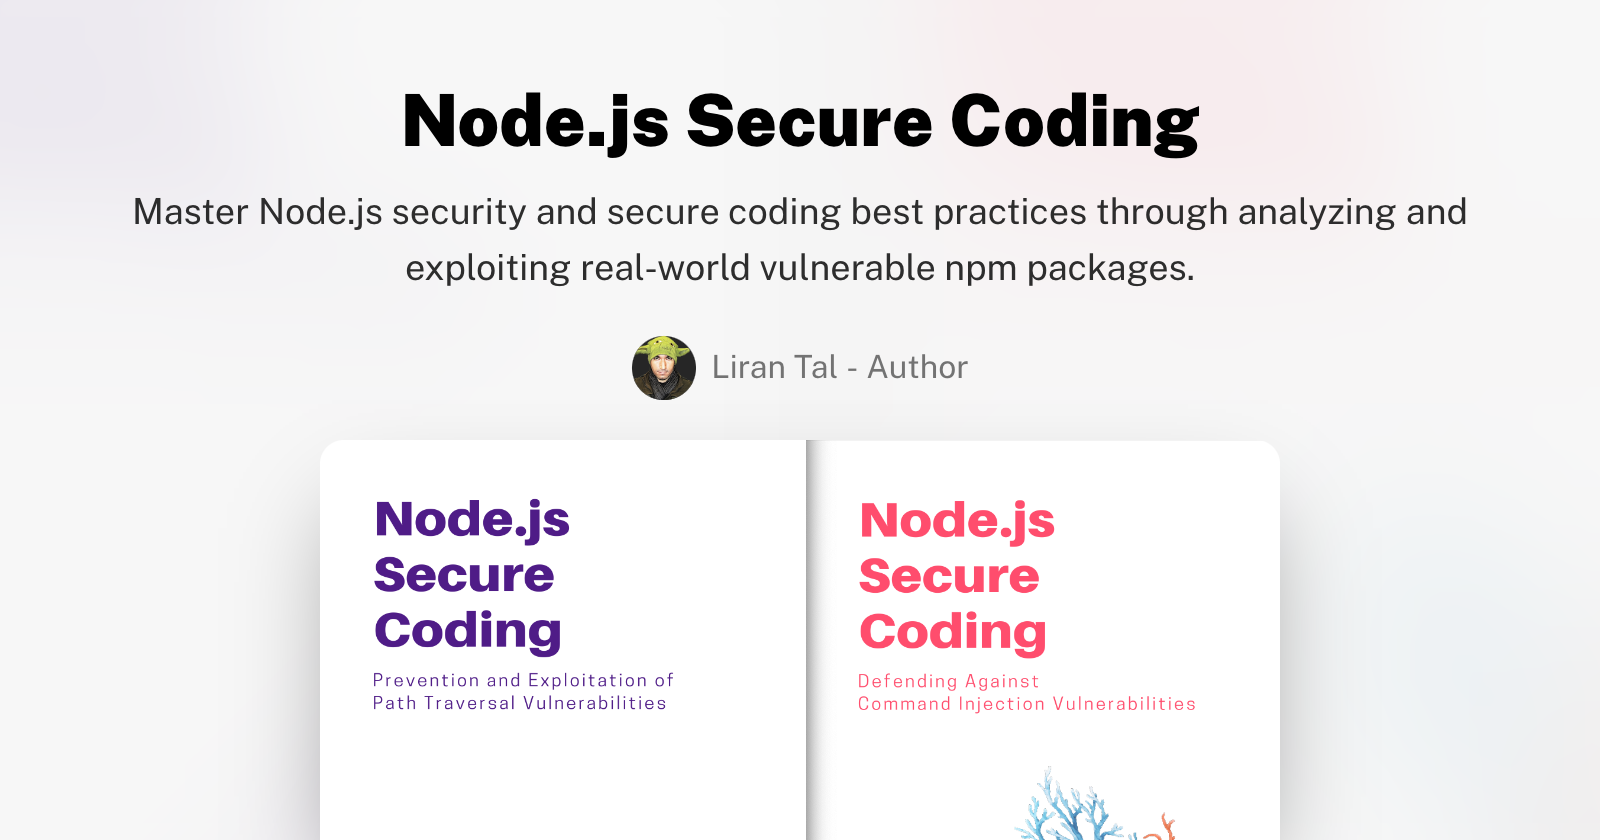 Node.js Secure Coding
Master Node.js security and secure coding best practices through analyzing and
exploiting real-world vulnerable npm packages.
Liran Tal - Author
Node.js
Secure
Coding
Prevention and Exploitation of
Path Traversal Vulnerabilities
Node.js
Secure
Coding
Defending Against
Command Injection Vulnerabilities